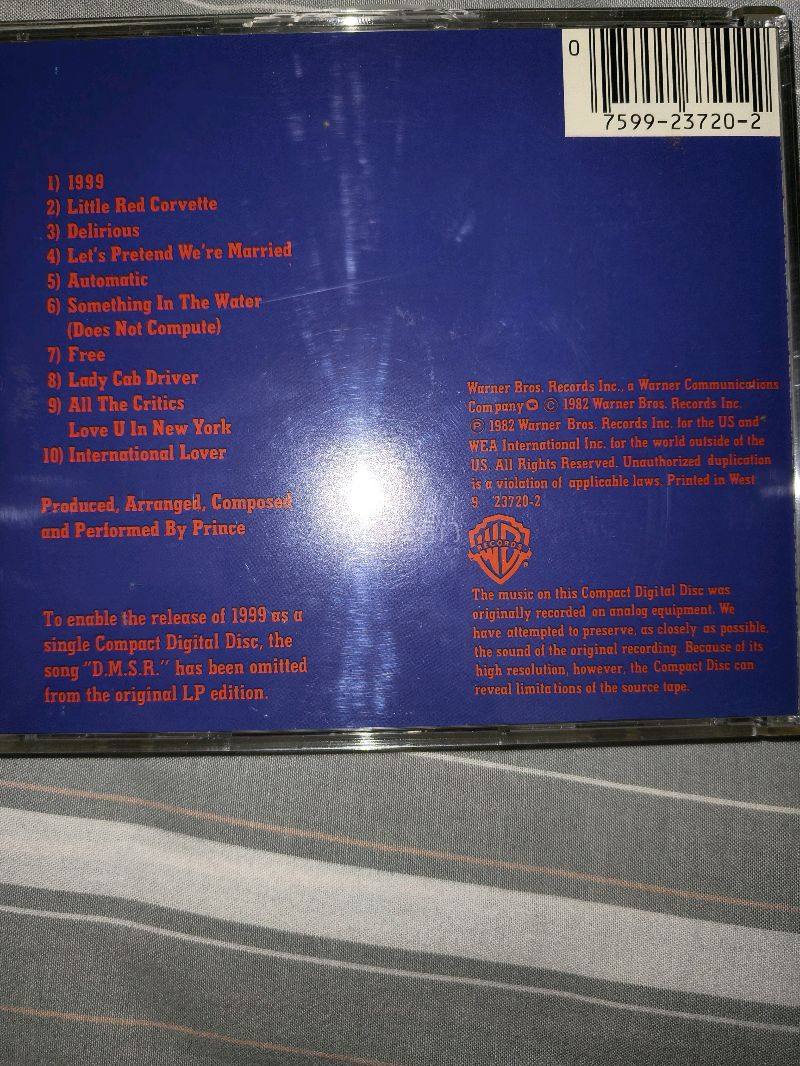 0
7599-23720-2
1) 1999
2) Little Red Corvette
3) Delirious
4) Let's Pretend We're Married
5) Automatic
6) Something In The Water
(Does Not Compute)
7) Free
8) Lady Cab Driver
9) All The Critics
Love U In New York
10) International Lover
Produced, Arranged, Composed
and Performed By Prince
To enable the release of 1999 as a
single Compact Digital Disc, the
song "D.M.S.R." has been omitted
from the original LP edition.
Warner Bros. Records Inc., a Warner Communications
Company © 1982 Warner Bros. Records Inc.
℗ 1982 Warner Bros. Records Inc. for the US and
WEA International Inc. for the world outside of the
US. All Rights Reserved. Unauthorized duplication
is a violation of applicable laws. Printed in West
9 23720-2
RECORDS
The music on this Compact Digital Disc was
originally recorded on analog equipment. We
have attempted to preserve, as closely as possible,
the sound of the original recording. Because of its
high resolution, however, the Compact Disc can
reveal limitations of the source tape.